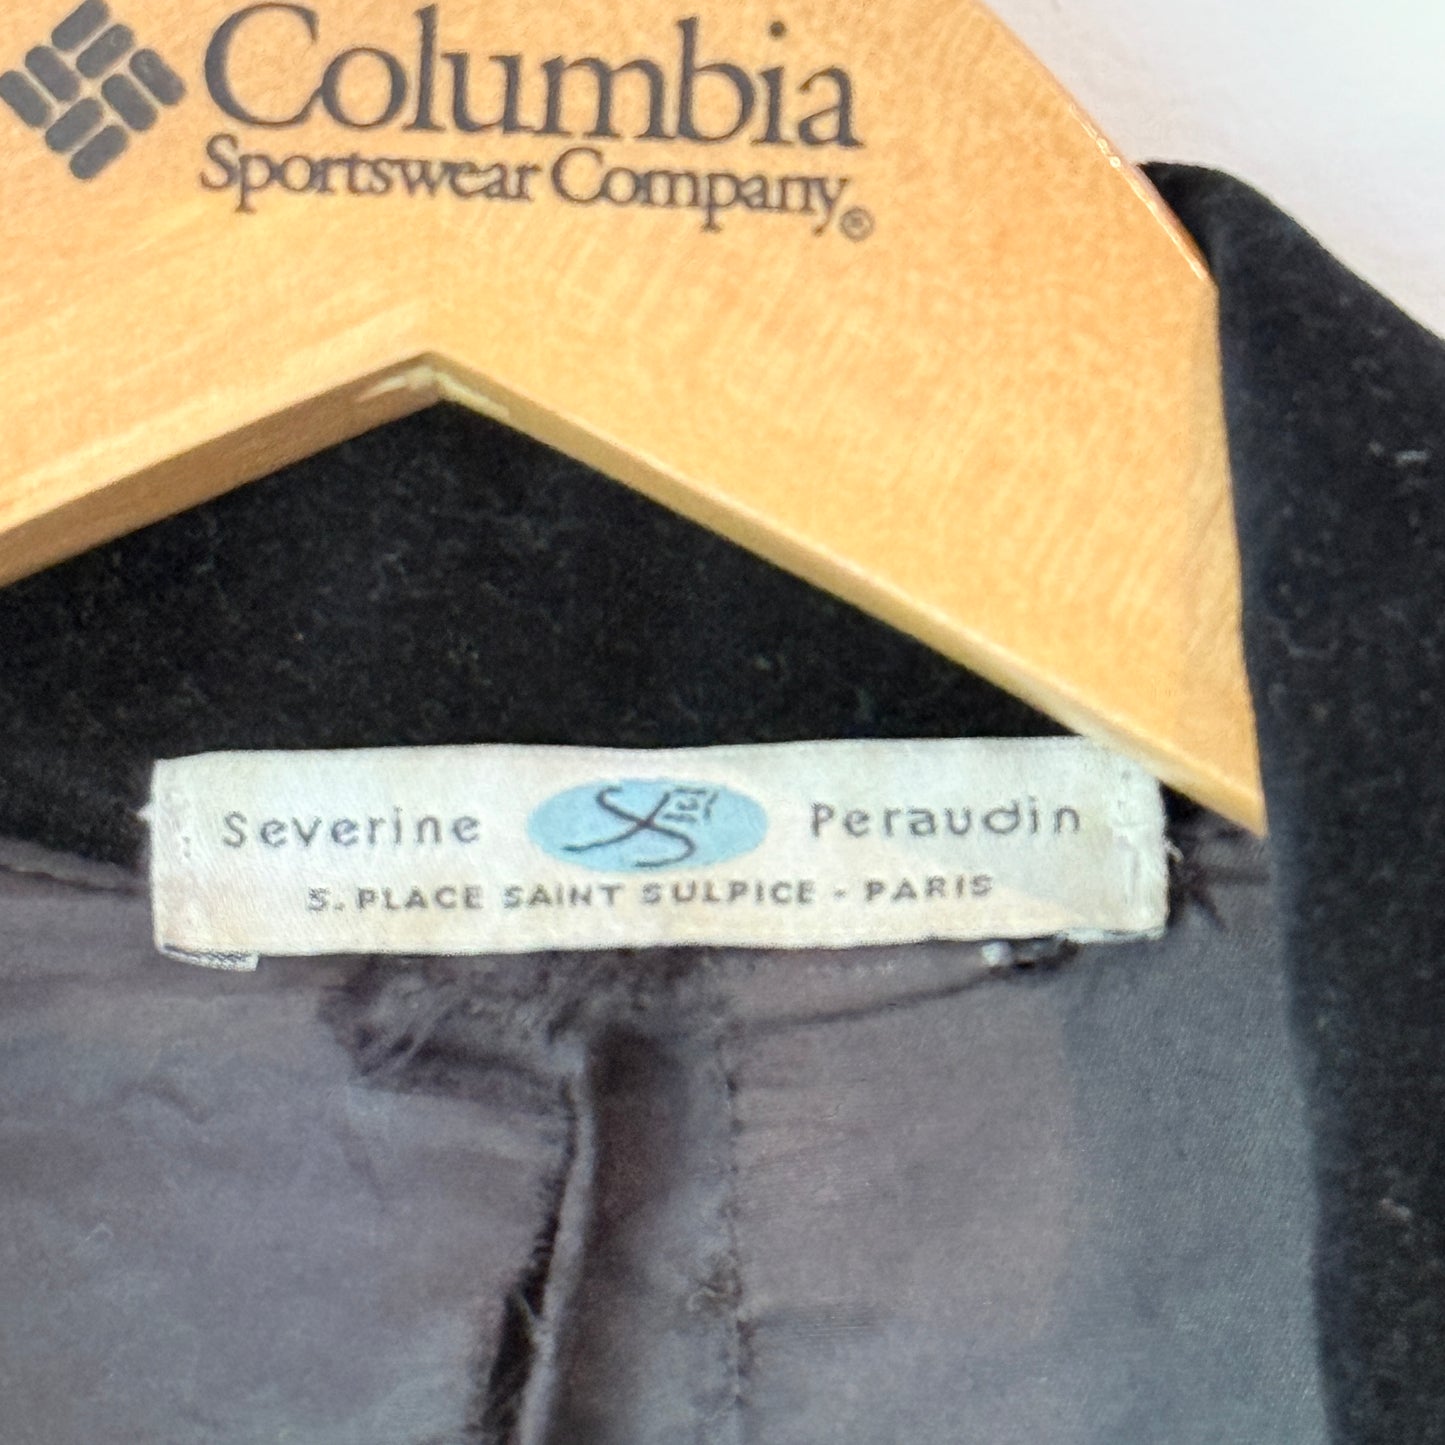 Columbia
Sportswear Company®
Severine Peraudin
5. PLACE SAINT SULPICE - PARIS